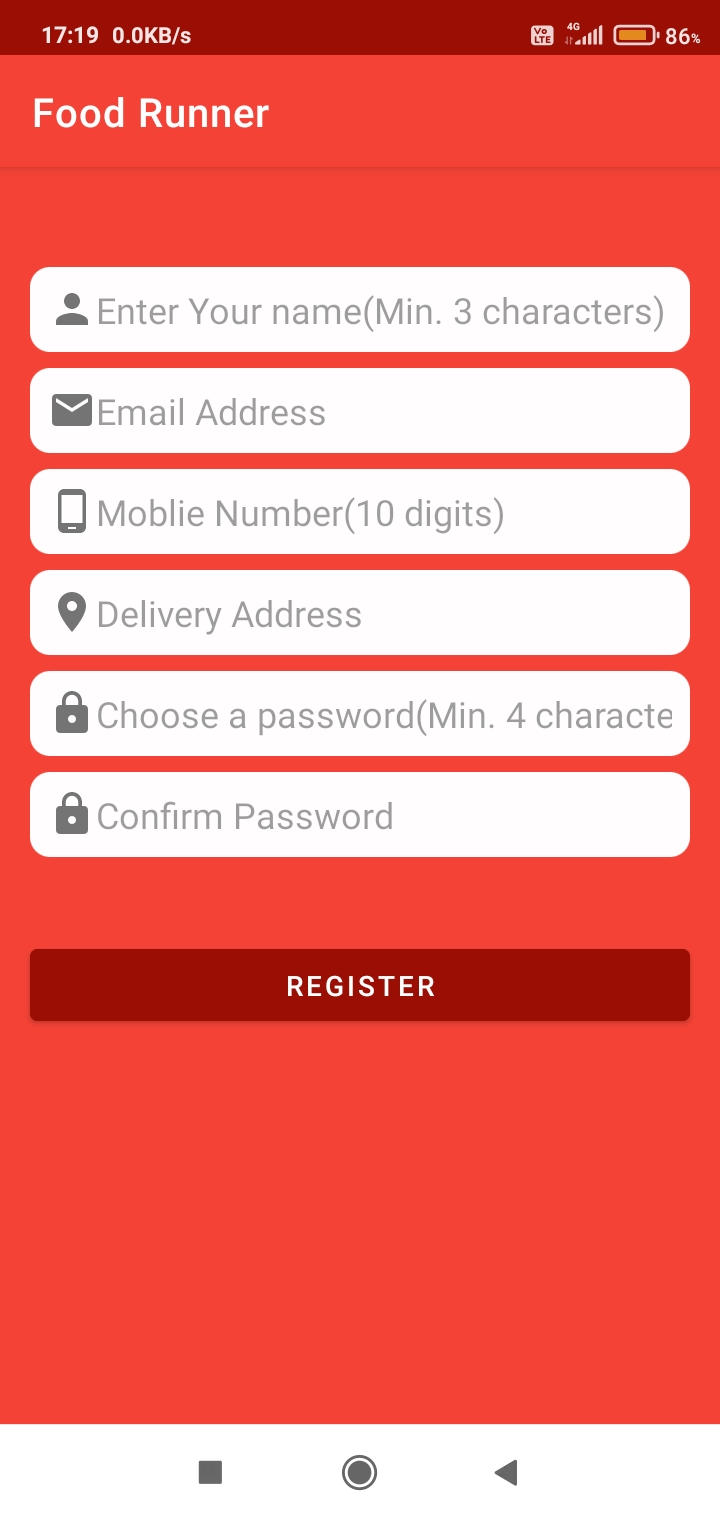 17:19 0.0KB/s Vo LTE 4G 86%
Food Runner
Enter Your name(Min. 3 characters)
Email Address
Moblie Number(10 digits)
Delivery Address
Choose a password(Min. 4 characte
Confirm Password
REGISTER